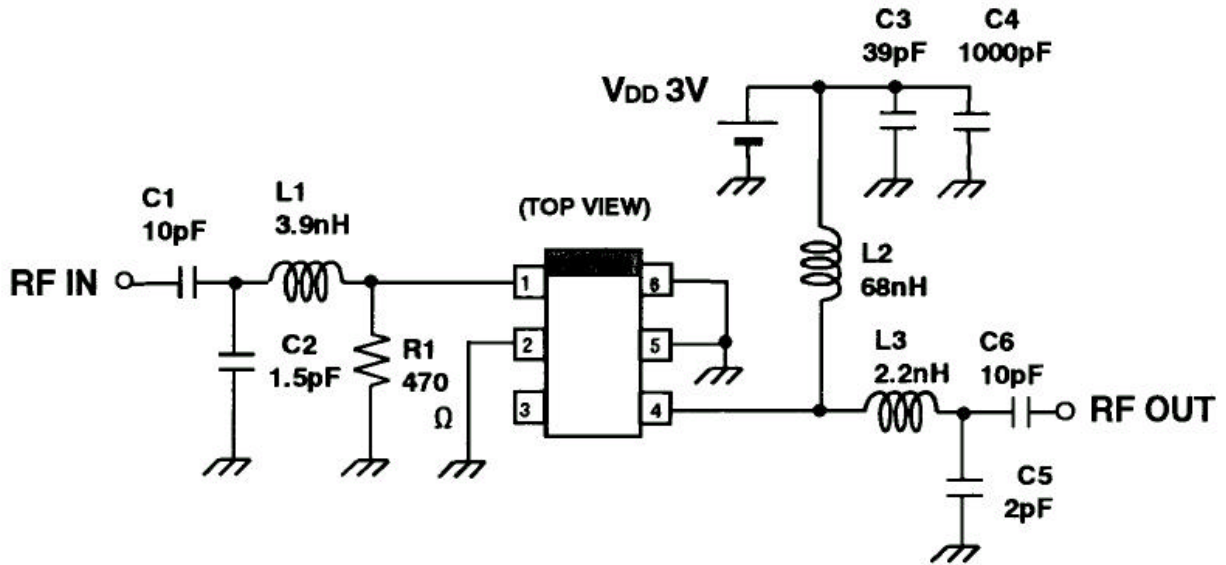 C3
39pF
C4
1000pF
VDD 3V
C1
10pF
L1
3.9nH
(TOP VIEW)
RF IN
1
6
L2
68nH
C2
1.5pF
R1
470
Ω
2
5
L3
2.2nH
C6
10pF
3
4
RF OUT
C5
2pF